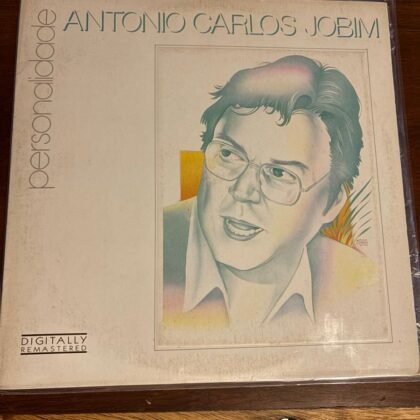 personalidade
ANTONIO CARLOS JOBIM
DIGITALLY
REMASTERED